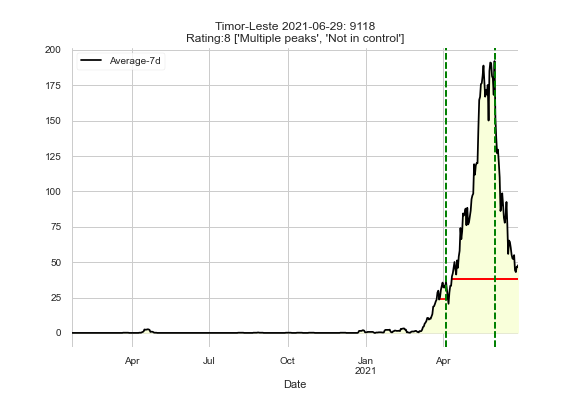 Timor-Leste 2021-06-29: 9118
Rating:8 ['Multiple peaks', 'Not in control']
200
Average-7d
175
150
125
100
75
50
25
0
Apr Jul Oct Jan Apr
2021
Date